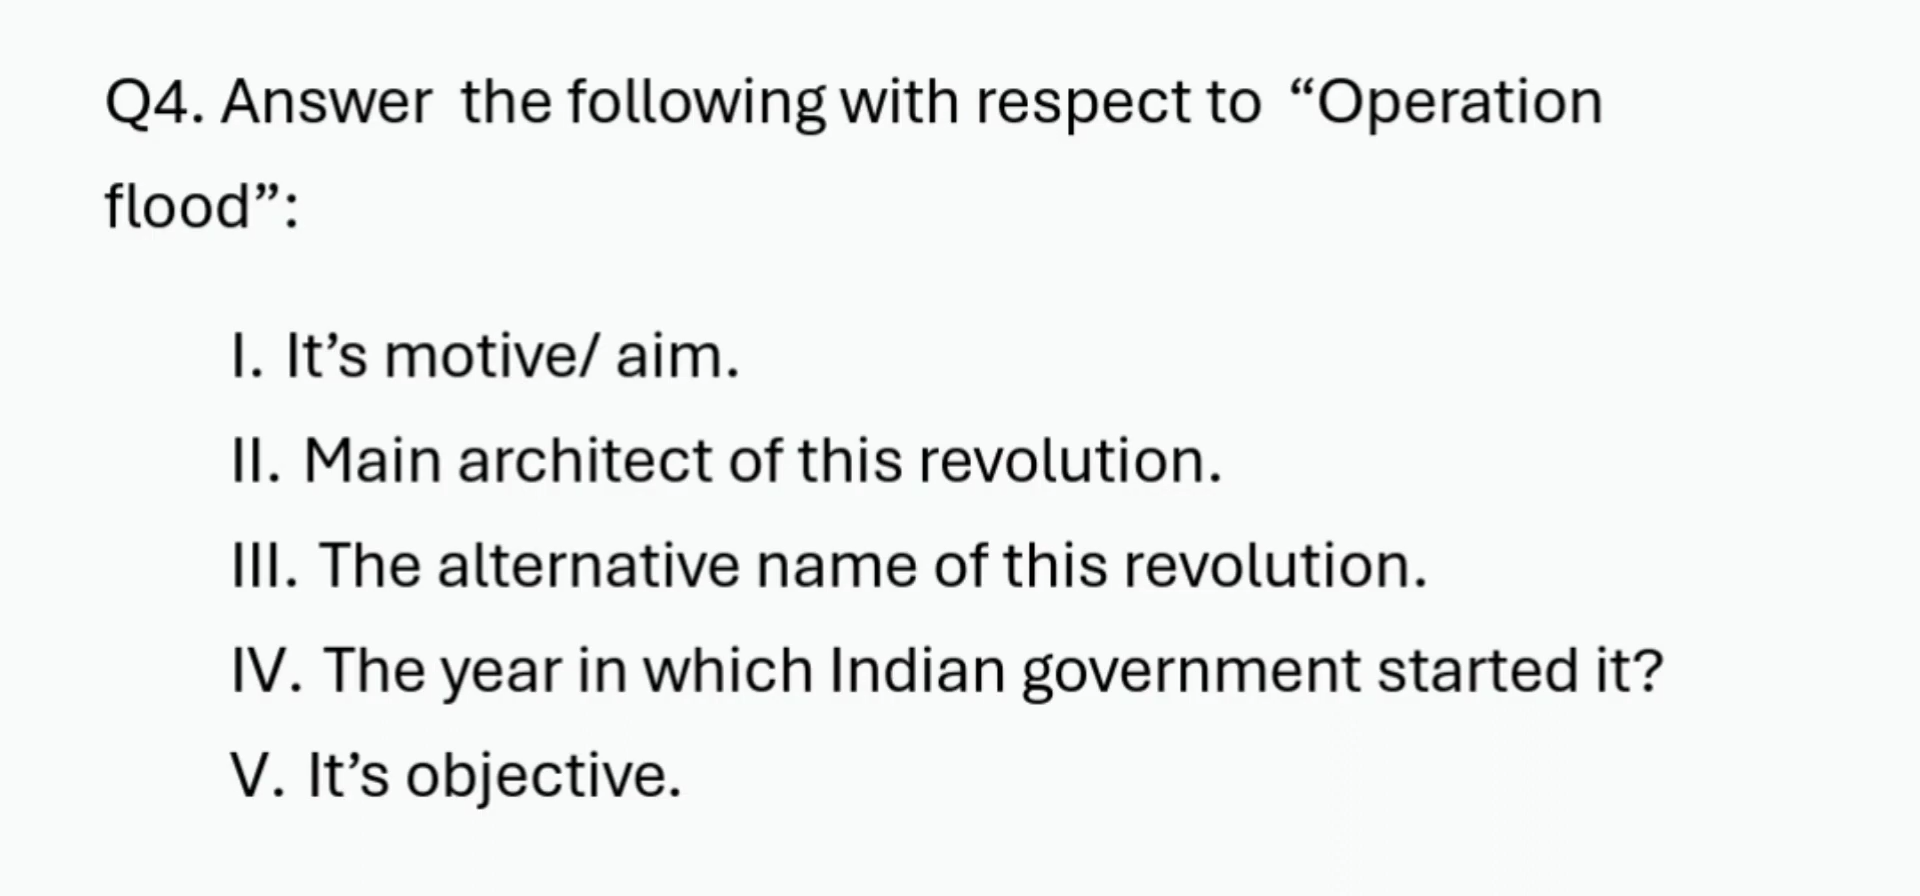 Q4. Answer the following with respect to “Operation
flood”:
I. It’s motive/ aim.
II. Main architect of this revolution.
III. The alternative name of this revolution.
IV. The year in which Indian government started it?
V. It’s objective.